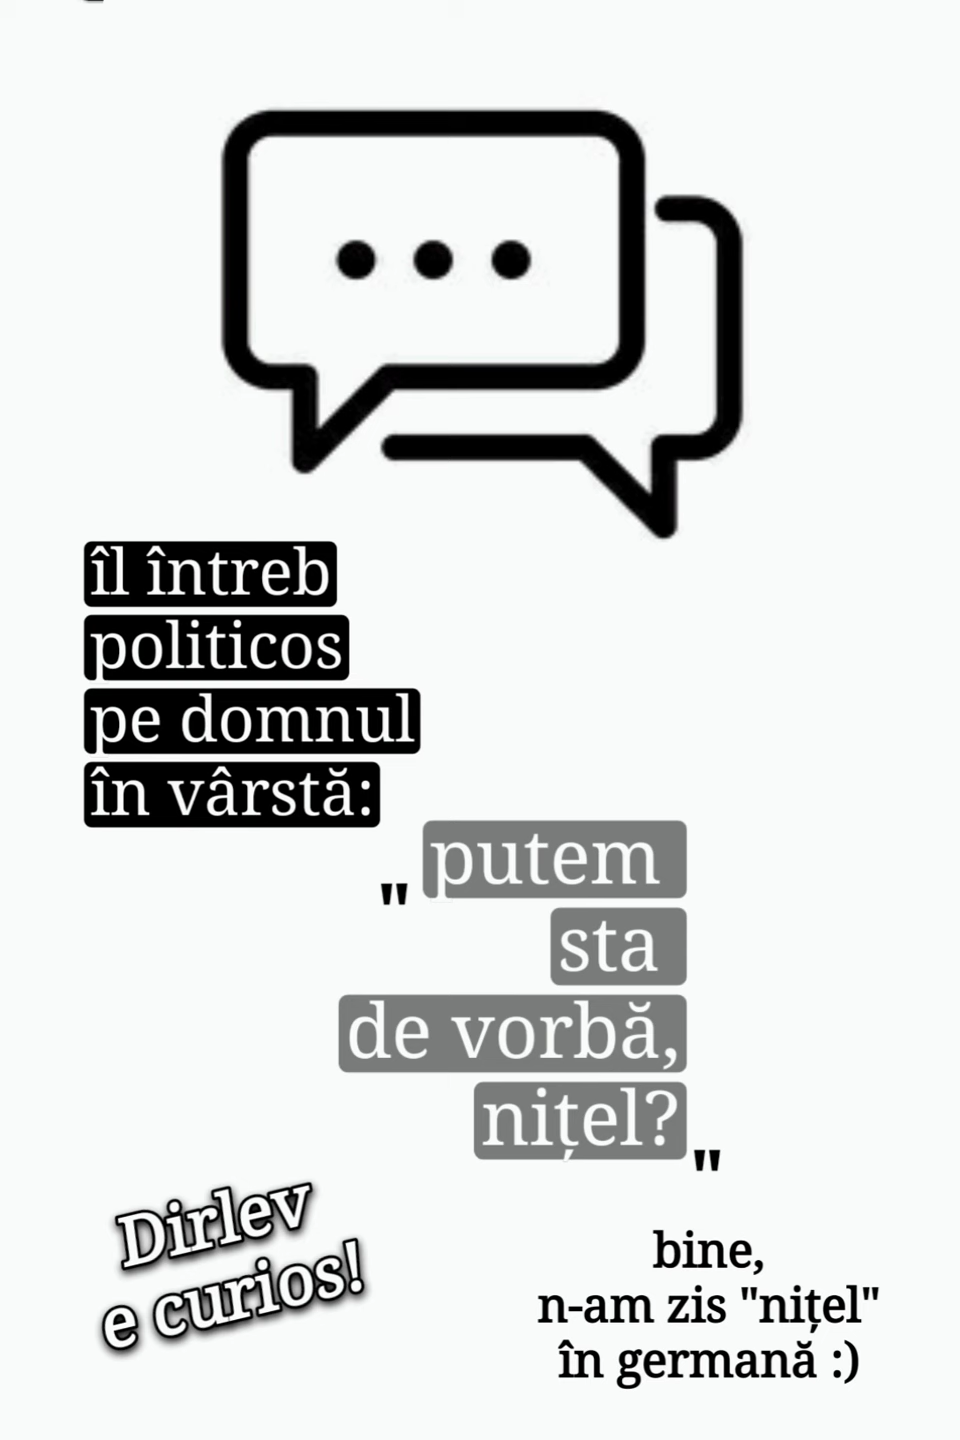 îl întreb
politicos
pe domnul
în vârstă:
"putem
sta
de vorbă,
nițel?"
Dirlev
e curios!
bine,
n-am zis "nițel"
în germană :)